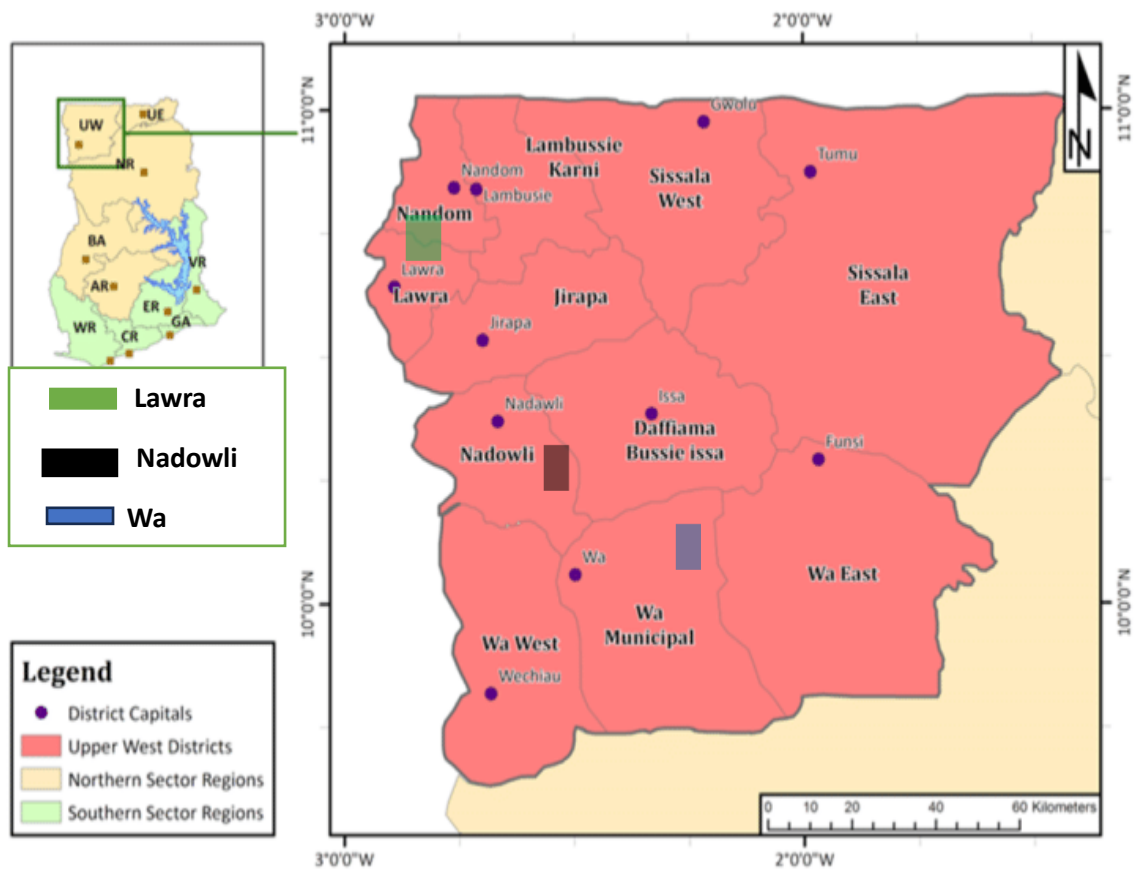 3°0'0"W
2°0'0"W
11°0'0"N
11°0'0"N
UW
UE
NR
BA
VR
AR
ER
WR
CR
GA
Gwolu
Lambussie
Karni
Tumu
Nandom
Lambusie
Sissala
West
Nandom
Sissala
East
Lawra
Lawra
Jirapa
Jirapa
Lawra
Nadowli
Wa
Nadawli
Issa
Daffiama
Bussie issa
Nadowli
Funsi
Wa
Wa East
Wa
Municipal
Wa West
Wechiau
10°0'0"N
10°0'0"N
N
Legend
District Capitals
Upper West Districts
Northern Sector Regions
Southern Sector Regions
0 10 20 40 60 Kilometers
3°0'0"W
2°0'0"W